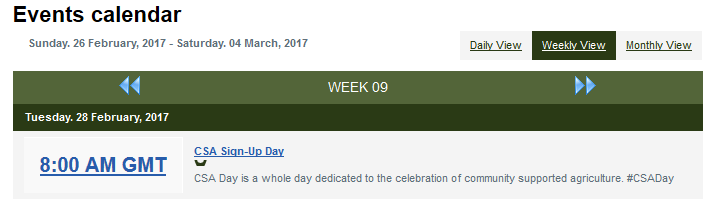 Events calendar
Sunday. 26 February, 2017 - Saturday. 04 March, 2017
Daily View
Weekly View
Monthly View
WEEK 09
Tuesday. 28 February, 2017
8:00 AM GMT
CSA Sign-Up Day
CSA Day is a whole day dedicated to the celebration of community supported agriculture. #CSADay